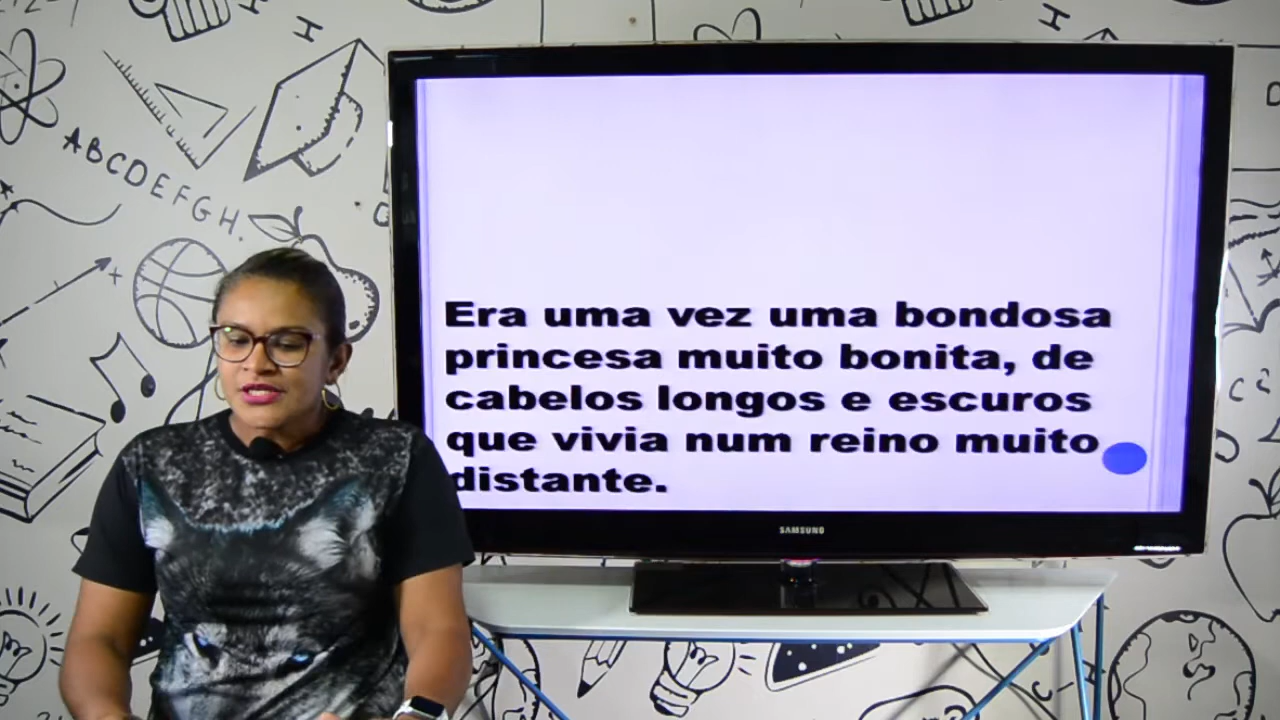 ABCDEFGH
Era uma vez uma bondosa
princesa muito bonita, de
cabelos longos e escuros
que vivia num reino muito
distante.
SAMSUNG